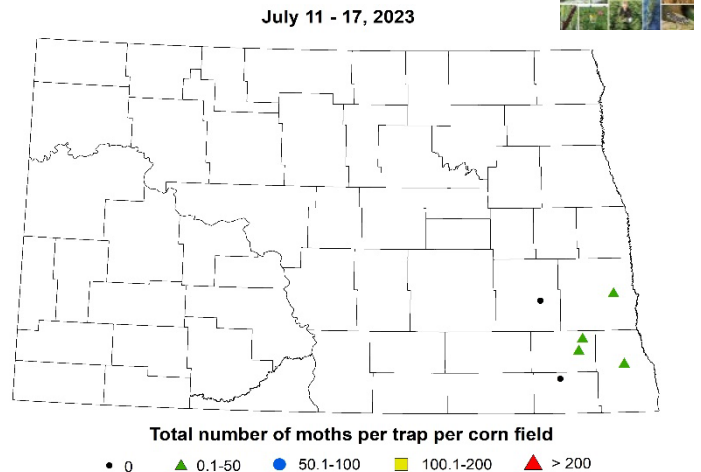 July 11 - 17, 2023
Total number of moths per trap per corn field
0 0.1-50 50.1-100 100.1-200 > 200